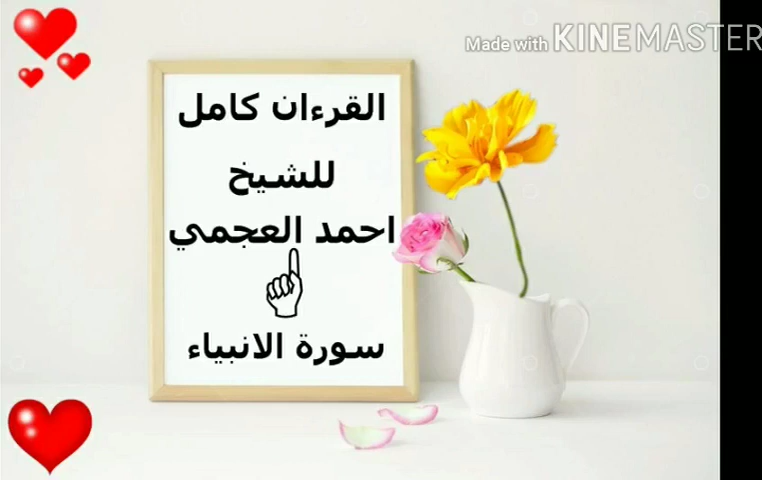 Made with KINEMASTER
القرءان كامل
للشيخ
احمد العجمي
سورة الانبياء